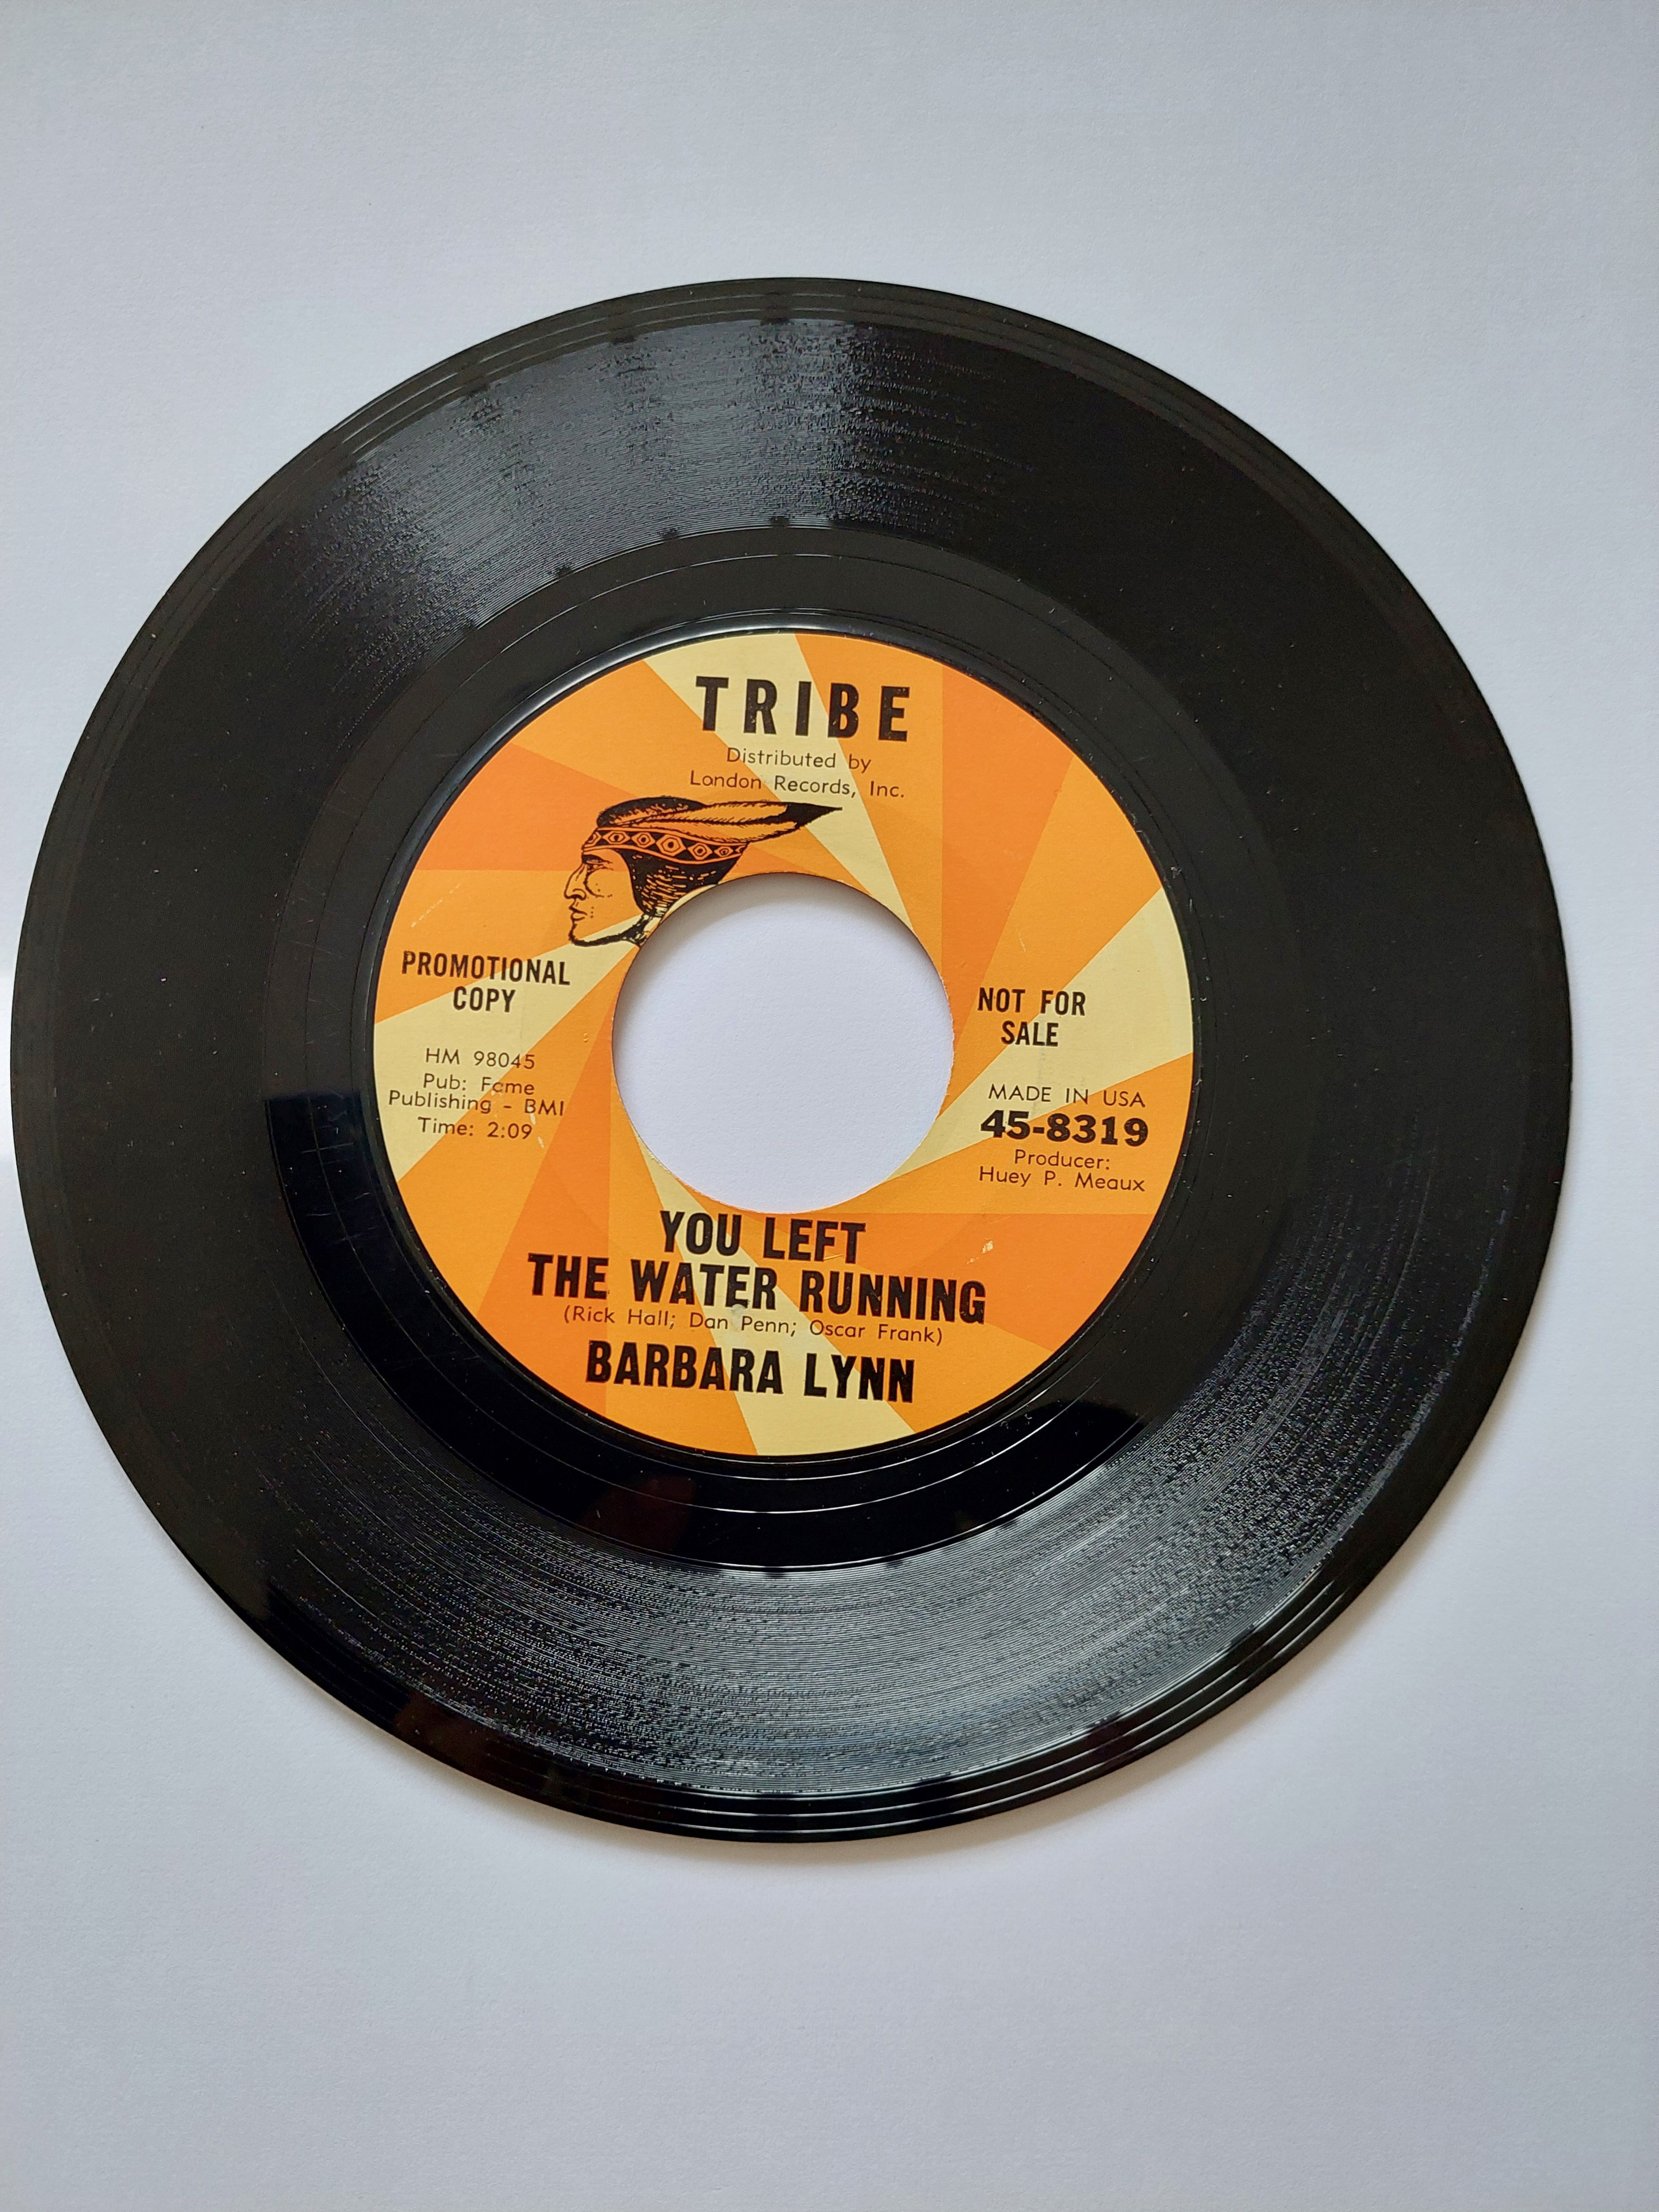 TRIBE
Distributed by
London Records, Inc.
PROMOTIONAL
COPY
HM 98045
Pub: Fame
Publishing - BMI
Time: 2:09
NOT FOR
SALE
MADE IN USA
45-8319
Producer:
Huey P. Meaux
YOU LEFT
THE WATER RUNNING
(Rick Hall; Dan Penn; Oscar Frank)
BARBARA LYNN